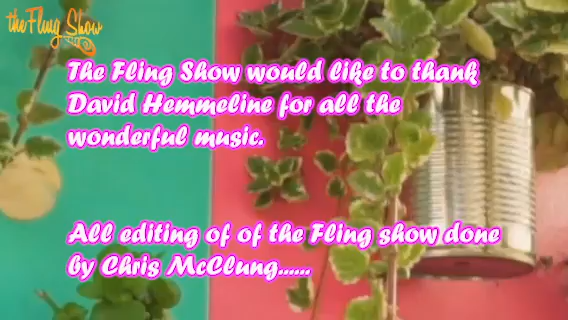 the Fling Show
The Fling Show would like to thank
David Hemmeline for all the
wonderful music.
All editing of of the Fling show done
by Chris McClung......